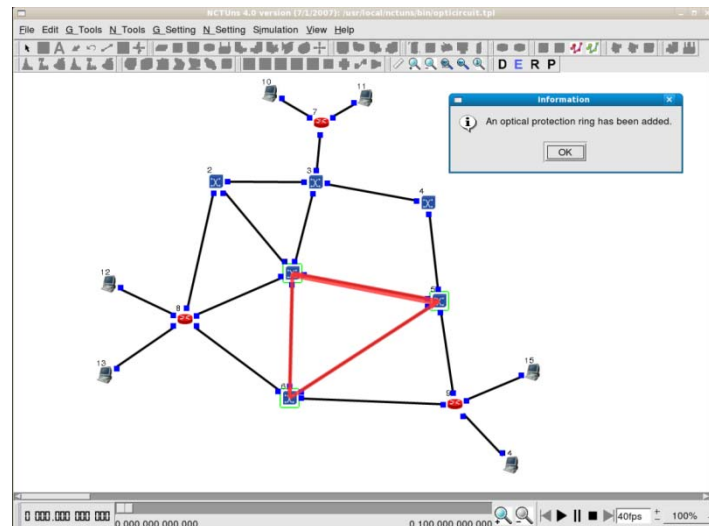 NCTUns 4.0 version (7/1/2007): /usr/local/nctuns/bin/opticircuit.tpl
File Edit G_Tools N_Tools G_Setting N_Setting Simulation View Help
D E R P
10
11
7
Information
An optical protection ring has been added.
OK
2
3
4
12
8
5
13
6
9
15
4
0 000.000 000 000
0.000 000 000 000
0.100 000 000 000
40fps
100%